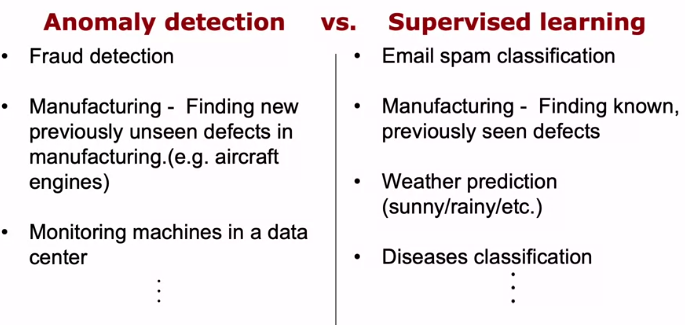 Anomaly detection vs. Supervised learning
• Fraud detection
• Manufacturing - Finding new
previously unseen defects in
manufacturing.(e.g. aircraft
engines)
• Monitoring machines in a data
center
⋮
• Email spam classification
• Manufacturing - Finding known,
previously seen defects
• Weather prediction
(sunny/rainy/etc.)
• Diseases classification
⋮